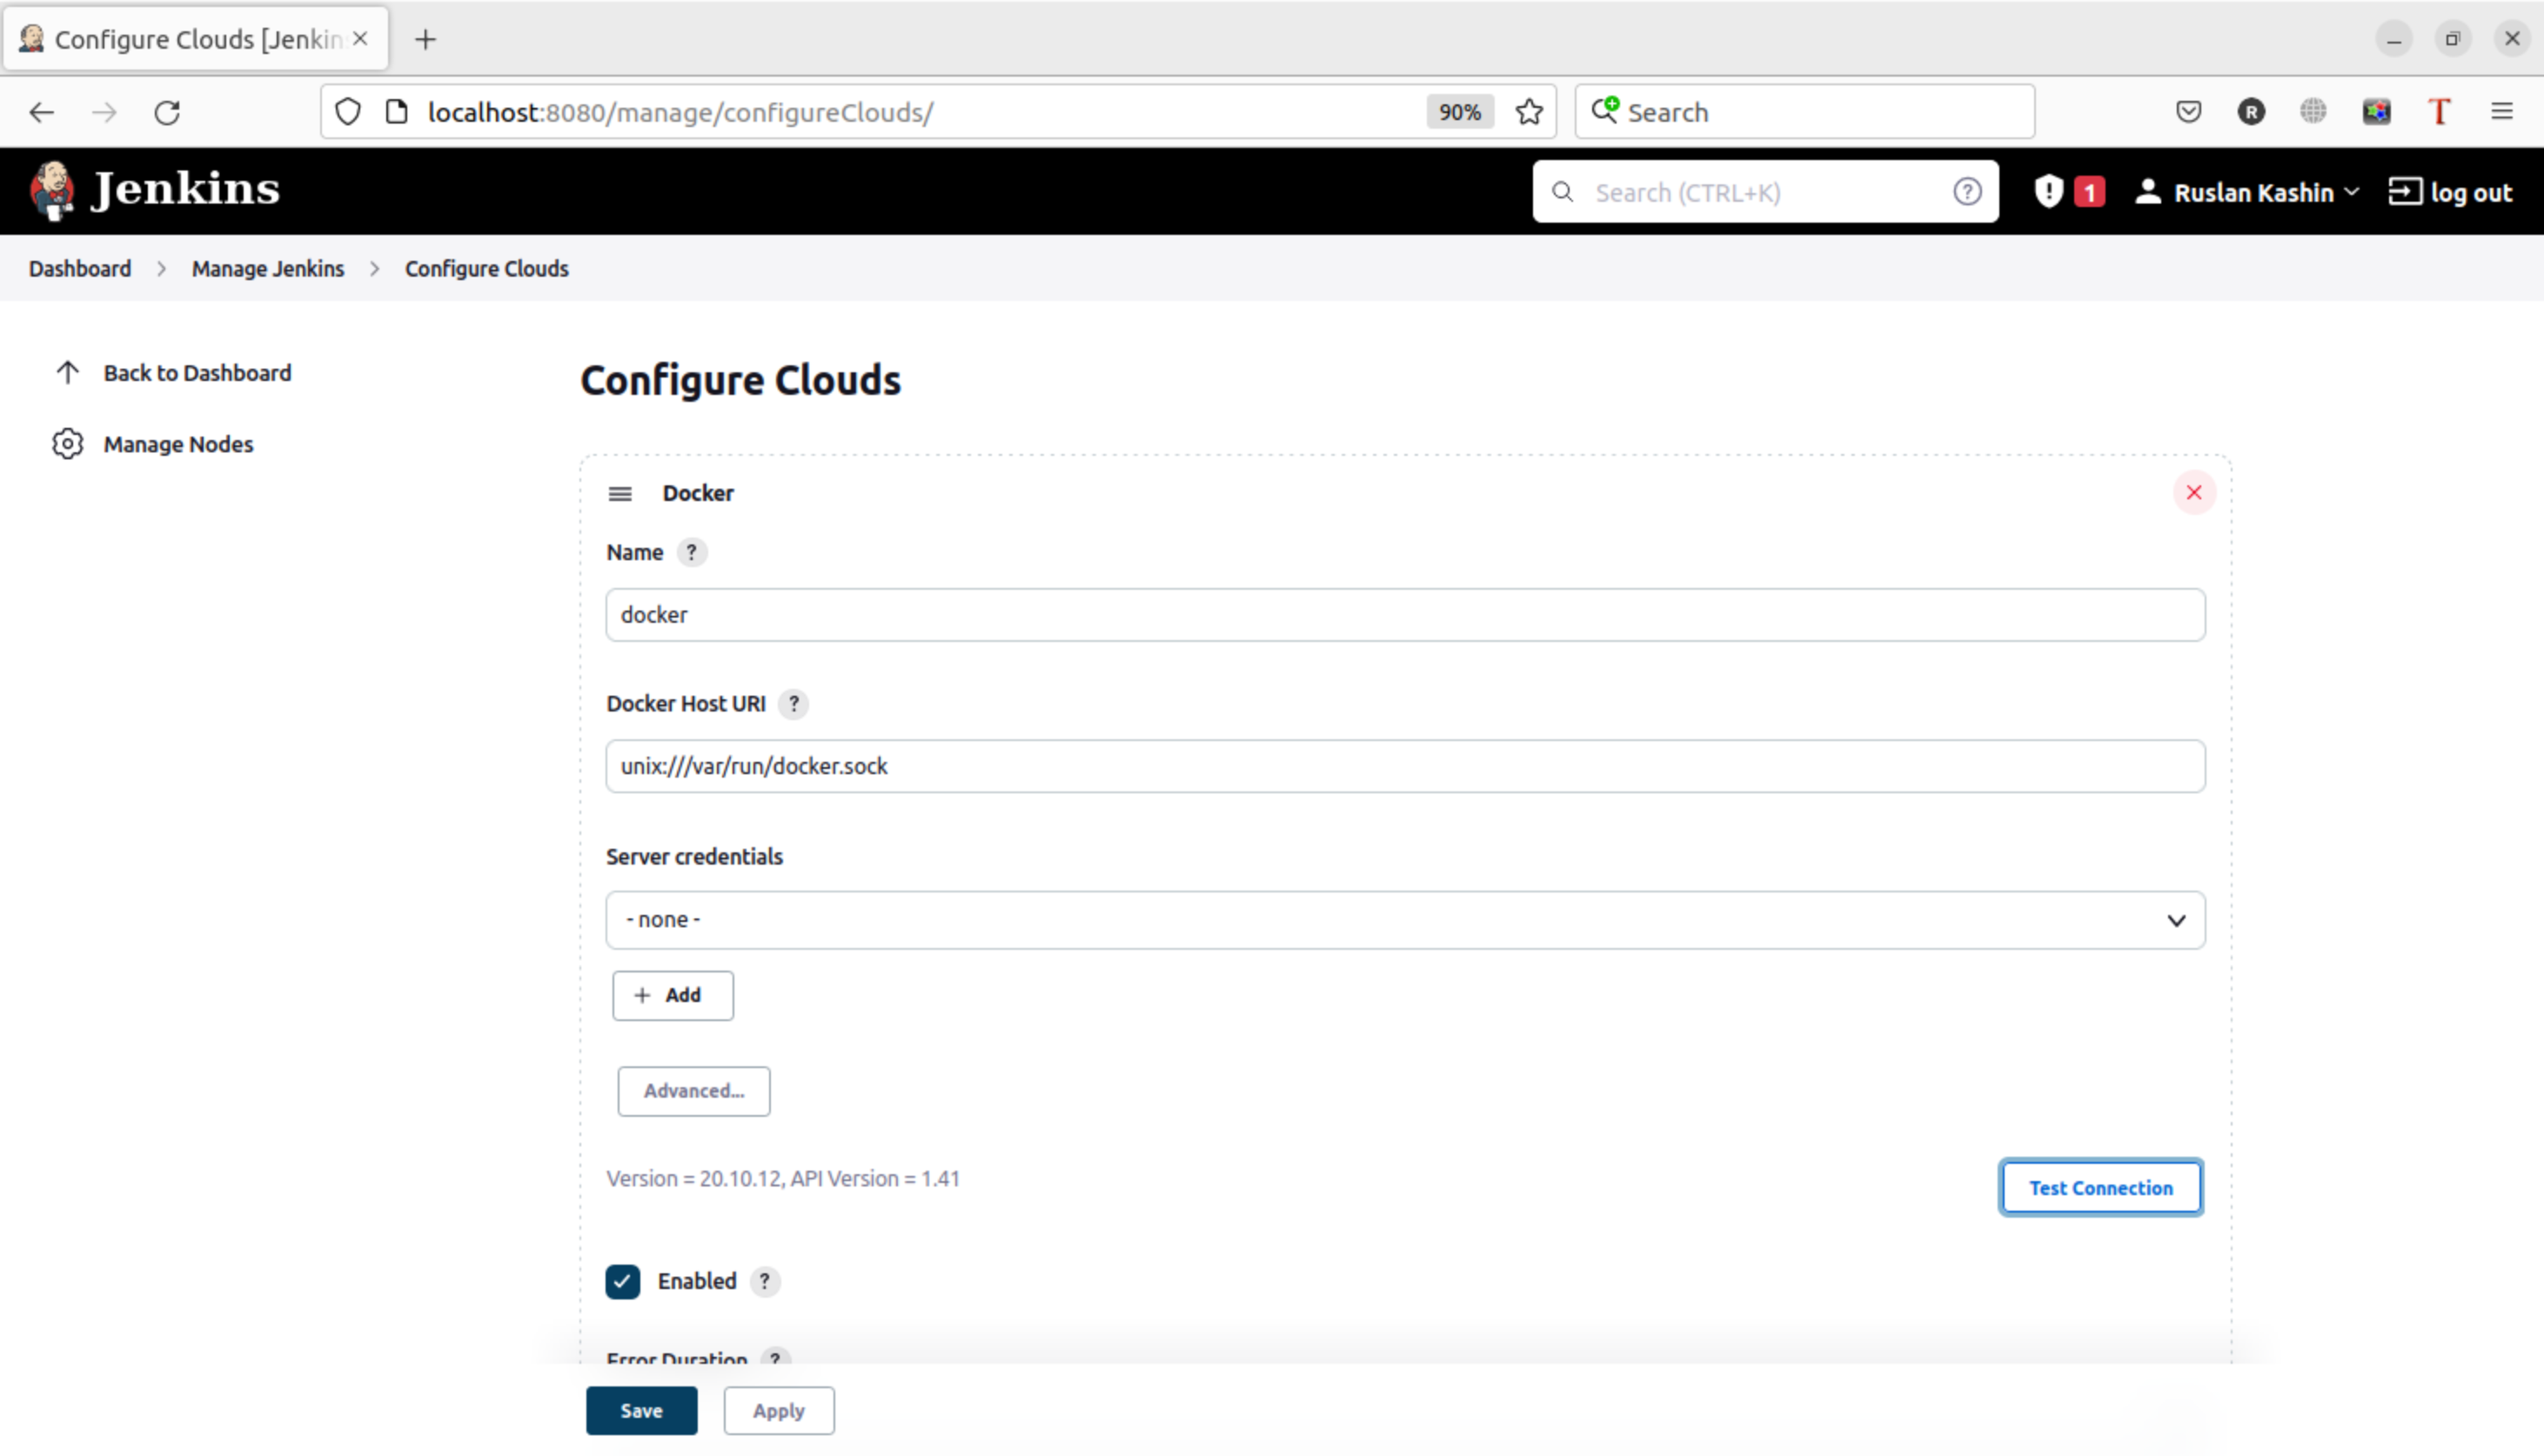 Configure Clouds [Jenkin
localhost:8080/manage/configureClouds/
90%
Search
R
T
Jenkins
Search (CTRL+K)
?
1
Ruslan Kashin
log out
Dashboard
Manage Jenkins
Configure Clouds
Back to Dashboard
Manage Nodes
Configure Clouds
Docker
Name ?
docker
Docker Host URI ?
unix:///var/run/docker.sock
Server credentials
- none -
+ Add
Advanced...
Version = 20.10.12, API Version = 1.41
Test Connection
Enabled ?
Error Duration ?
Save
Apply